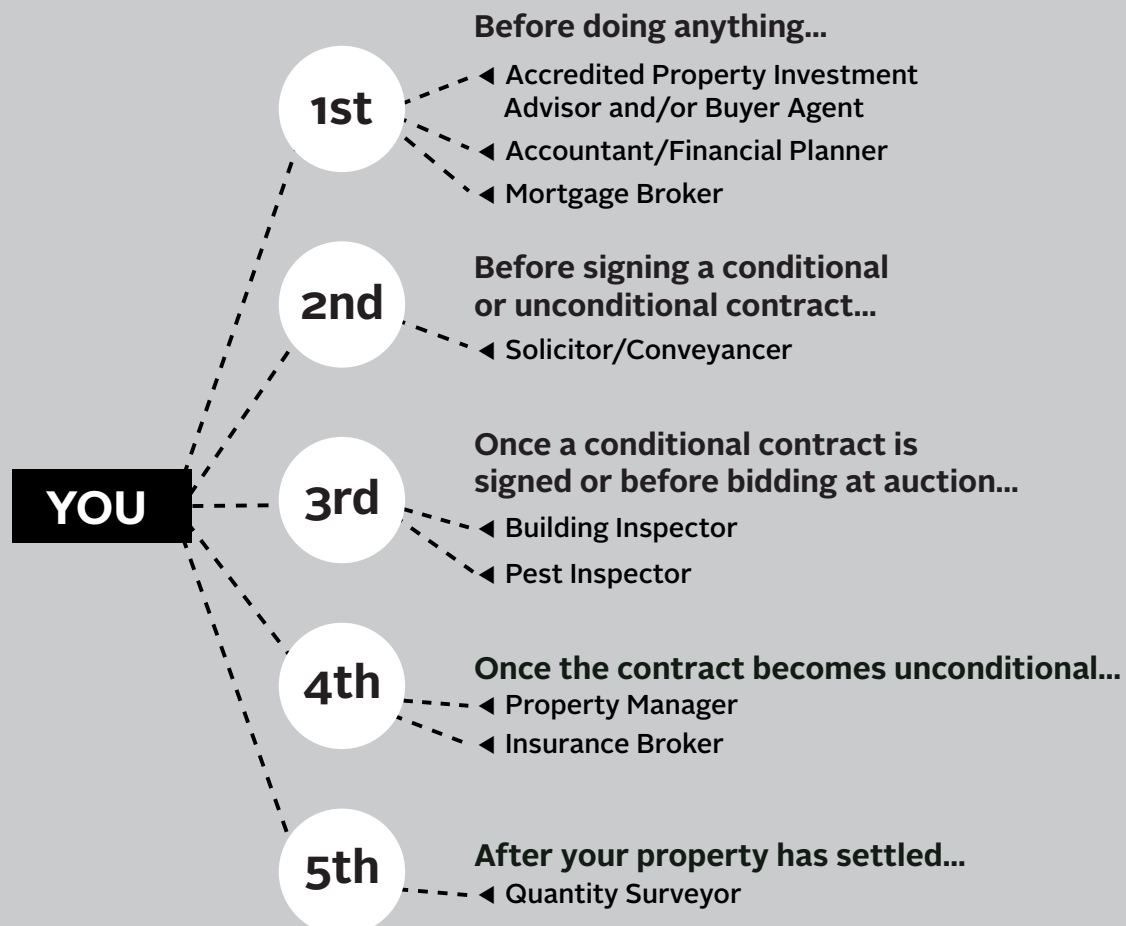 Before doing anything...
1st
◄ Accredited Property Investment
Advisor and/or Buyer Agent
◄ Accountant/Financial Planner
◄ Mortgage Broker
Before signing a conditional
or unconditional contract...
2nd
◄ Solicitor/Conveyancer
Once a conditional contract is
signed or before bidding at auction...
YOU
3rd
◄ Building Inspector
◄ Pest Inspector
Once the contract becomes unconditional...
4th
◄ Property Manager
◄ Insurance Broker
After your property has settled...
5th
◄ Quantity Surveyor